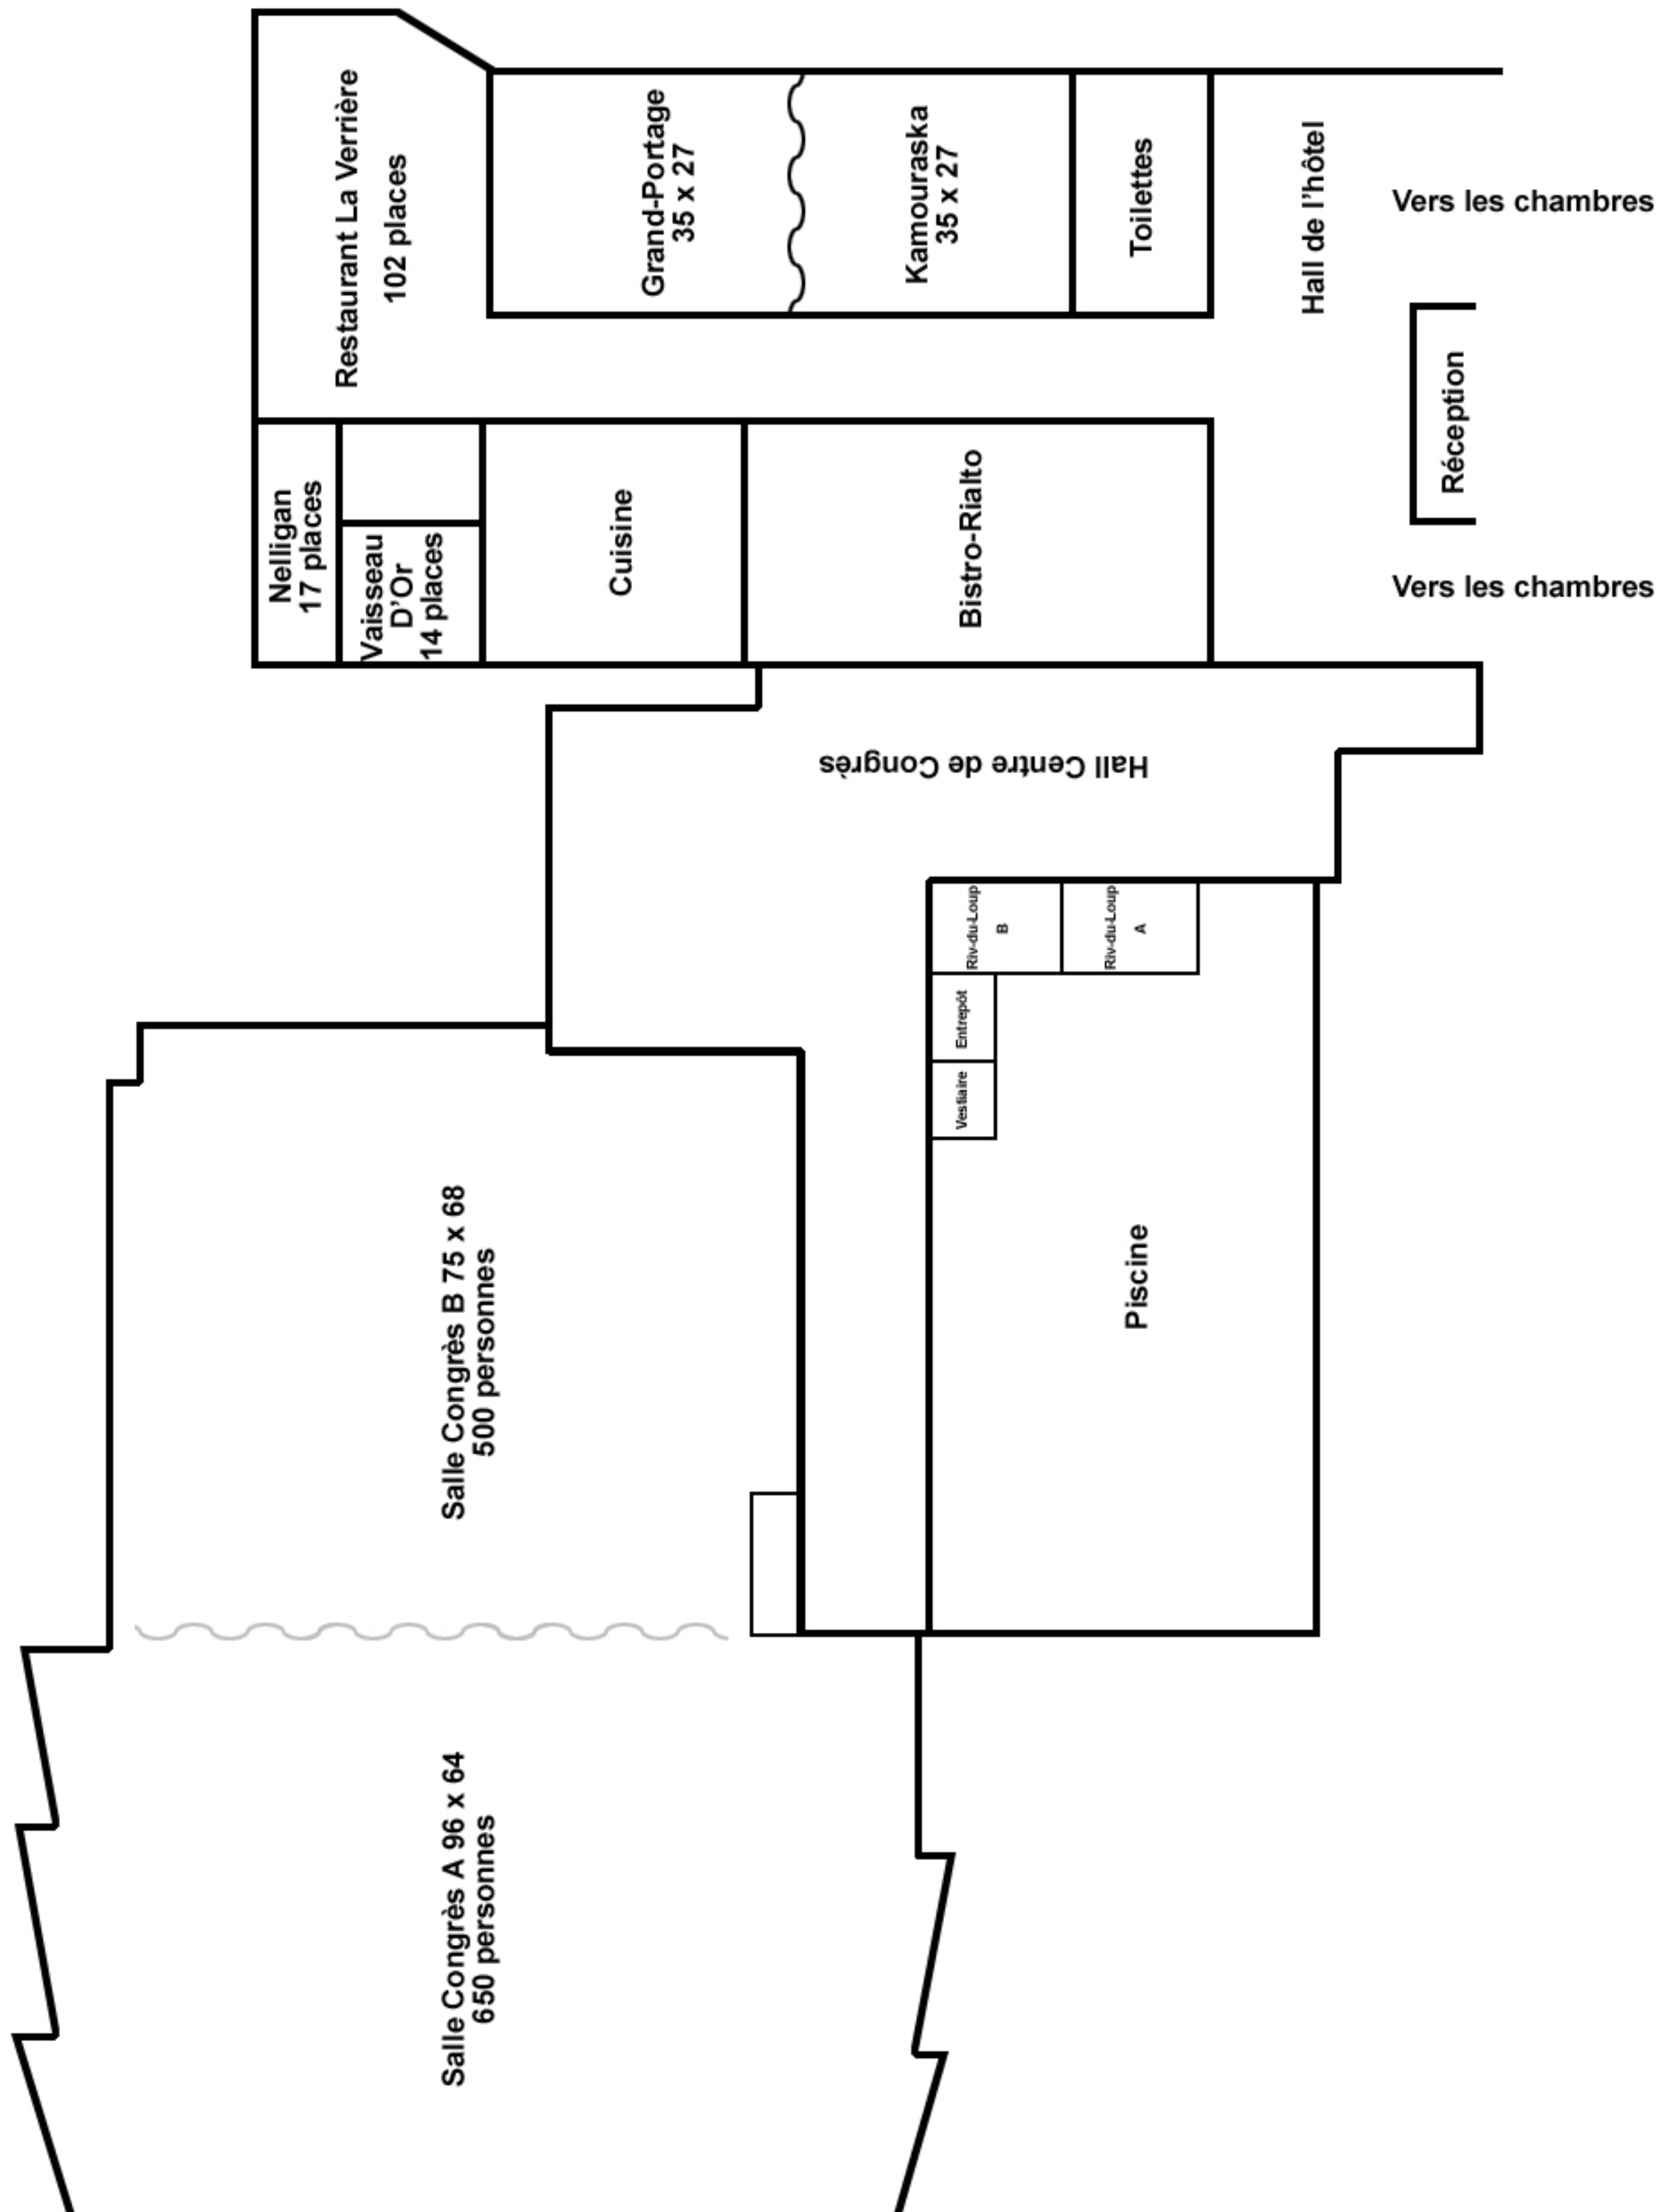 Restaurant La Verrière
102 places
Grand-Portage
35 x 27
Kamouraska
35 x 27
Toilettes
Hall de l'hôtel
Vers les chambres
Réception
Vers les chambres
Nelligan
17 places
Vaisseau
D'Or
14 places
Cuisine
Bistro-Rialto
Hall Centre de Congrès
Riv-du-Loup
B
Riv-du-Loup
A
Entrepôt
Vestiaire
Piscine
Salle Congrès B 75 x 68
500 personnes
Salle Congrès A 96 x 64
650 personnes